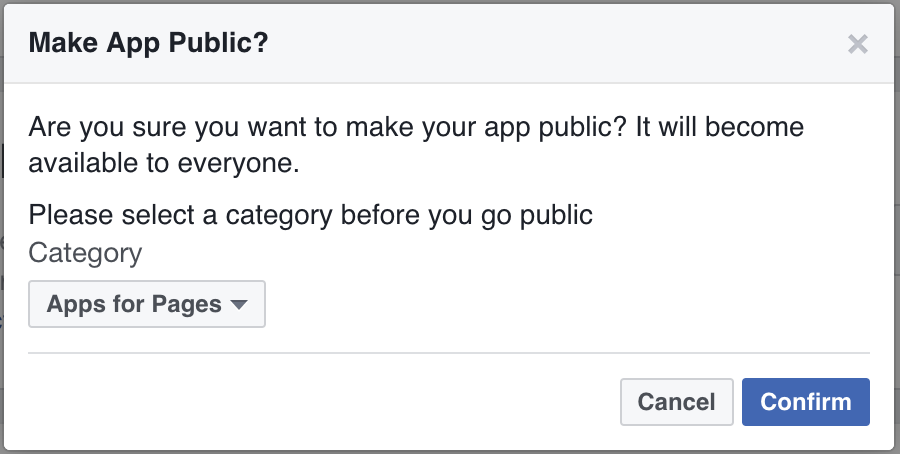 Make App Public?
Are you sure you want to make your app public? It will become
available to everyone.
Please select a category before you go public
Category
Apps for Pages
Cancel
Confirm